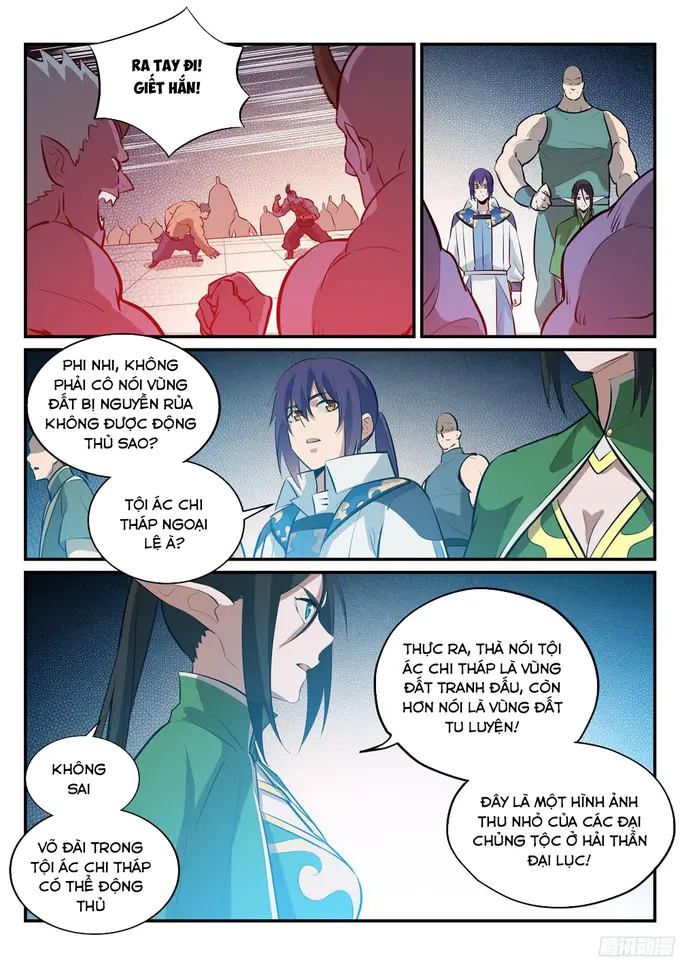 RA TAY ĐI!
GIẾT HẮN!
PHI NHI, KHÔNG
PHẢI CÔ NÓI VÙNG
ĐẤT BỊ NGUYỀN RỦA
KHÔNG ĐƯỢC ĐỘNG
THỦ SAO?
TỘI ÁC CHI
THÁP NGOẠI
LỆ À?
THỰC RA, THÀ NÓI TỘI
ÁC CHI THÁP LÀ VÙNG
ĐẤT TRANH ĐẤU, CÒN
HƠN NÓI LÀ VÙNG ĐẤT
TU LUYỆN!
KHÔNG
SAI
VÕ ĐÀI TRONG
TỘI ÁC CHI THÁP
CÓ THỂ ĐỘNG
THỦ
ĐÂY LÀ MỘT HÌNH ẢNH
THU NHỎ CỦA CÁC ĐẠI
CHỦNG TỘC Ở HẢI THẦN
ĐẠI LỤC!
腾讯动漫